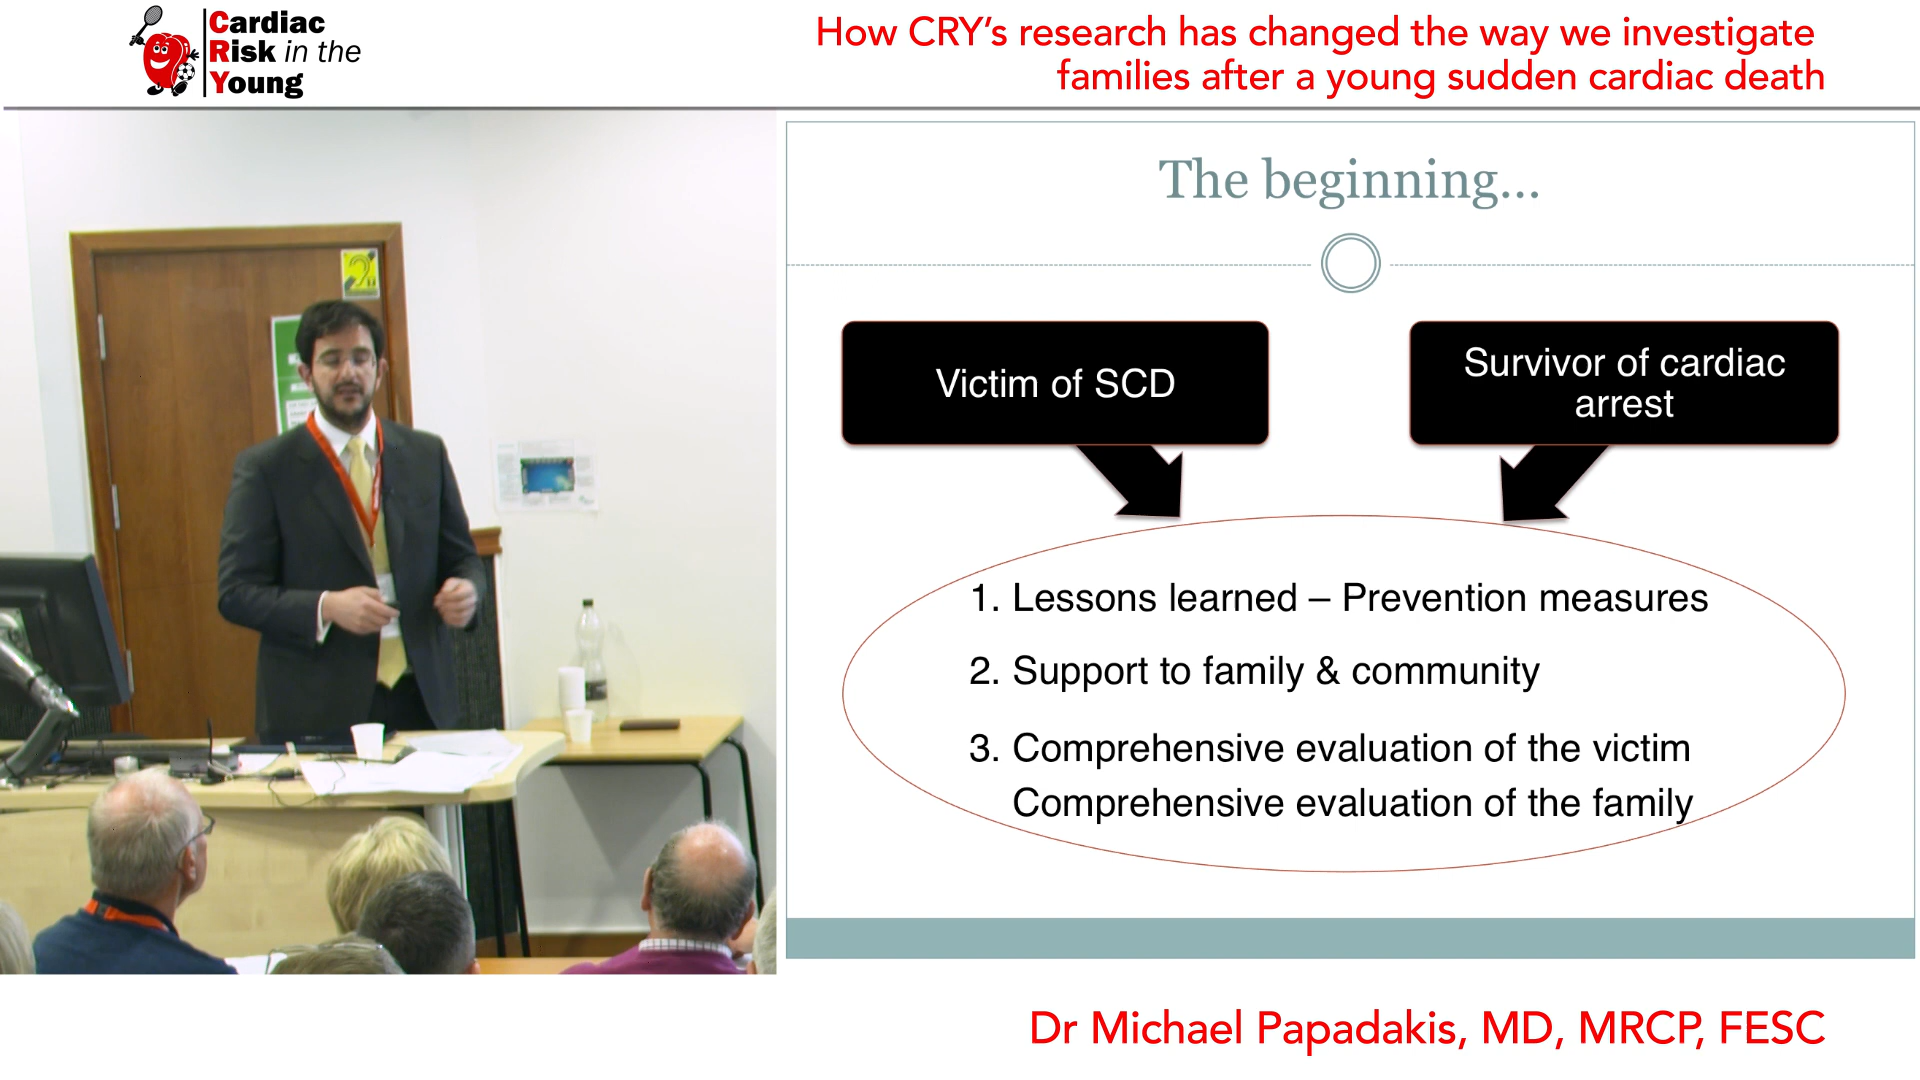 Cardiac
Risk in the
Young
How CRY's research has changed the way we investigate
families after a young sudden cardiac death
The beginning...
Victim of SCD
Survivor of cardiac
arrest
1. Lessons learned – Prevention measures
2. Support to family & community
3. Comprehensive evaluation of the victim
Comprehensive evaluation of the family
Dr Michael Papadakis, MD, MRCP, FESC